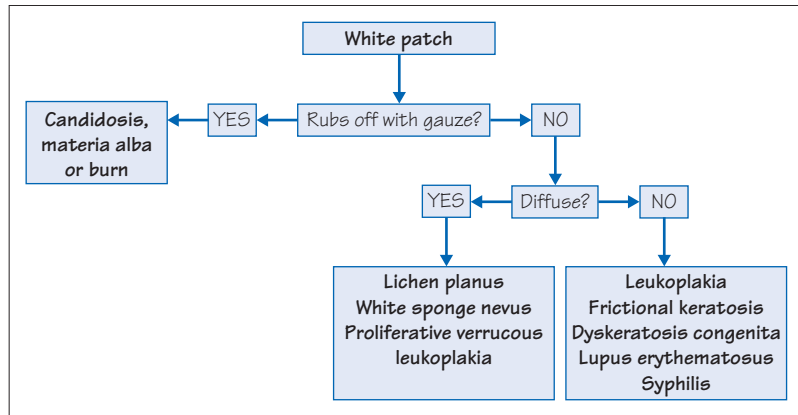 White patch
Rubs off with gauze?
YES
NO
Candidosis,
materia alba
or burn
Diffuse?
YES
NO
Lichen planus
White sponge nevus
Proliferative verrucous
leukoplakia
Leukoplakia
Frictional keratosis
Dyskeratosis congenita
Lupus erythematosus
Syphilis